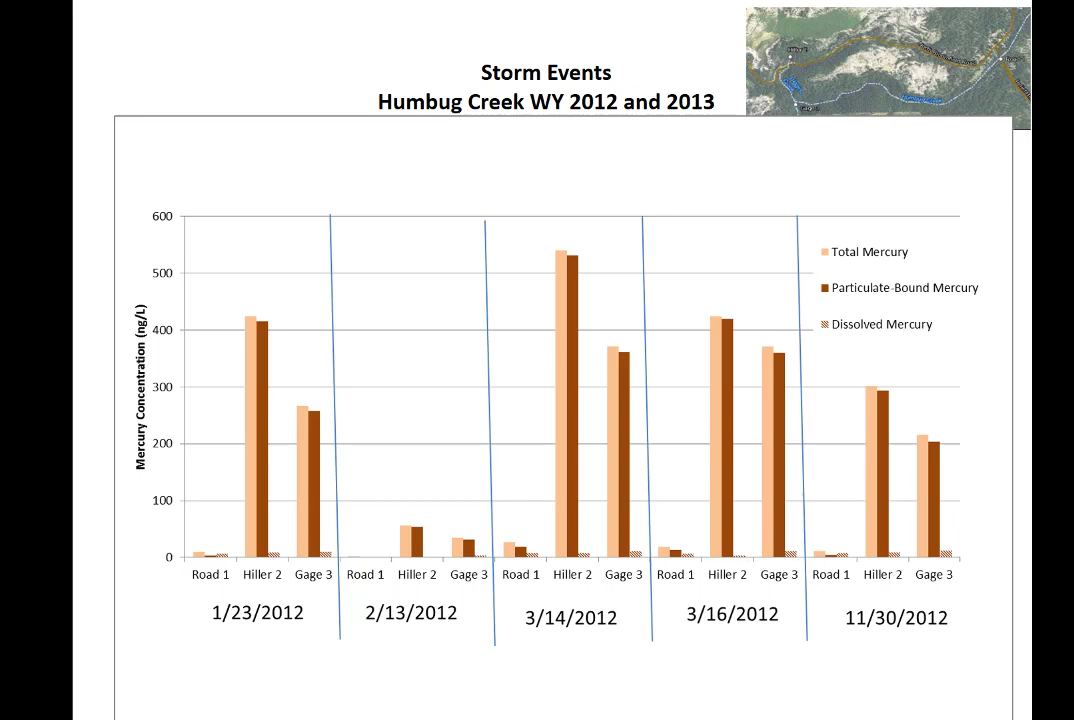 Storm Events
Humbug Creek WY 2012 and 2013
600
500
400
300
200
100
0
Mercury Concentration (ng/L)
Total Mercury
Particulate-Bound Mercury
Dissolved Mercury
Road 1 Hiller 2 Gage 3 Road 1 Hiller 2 Gage 3 Road 1 Hiller 2 Gage 3 Road 1 Hiller 2 Gage 3 Road 1 Hiller 2 Gage 3
1/23/2012 2/13/2012 3/14/2012 3/16/2012 11/30/2012